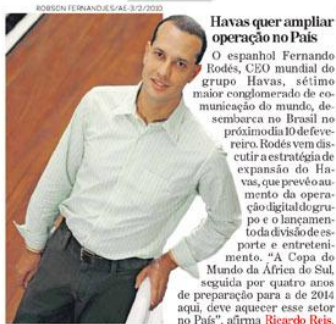 ROBSON FERNANDJES/AE-3/2/2010
Havas quer ampliar
operação no País
O espanhol Fernando
Rodés, CEO mundial do
grupo Havas, sétimo
maior conglomerado de co-
municação do mundo, de-
sembarca no Brasil no
próximo dia 10 de feve-
reiro. Rodés vem dis-
cutir a estratégia de
expansão do Ha-
vas, que prevê o au-
mento da opera-
ção digital do gru-
po e o lançamen-
to da divisão de es-
porte e entreteni-
mento. "A Copa do
Mundo da África do Sul,
seguida por quatro anos
de preparação para a de 2014
aqui, deve aquecer esse setor
no País", afirma Ricardo Reis,